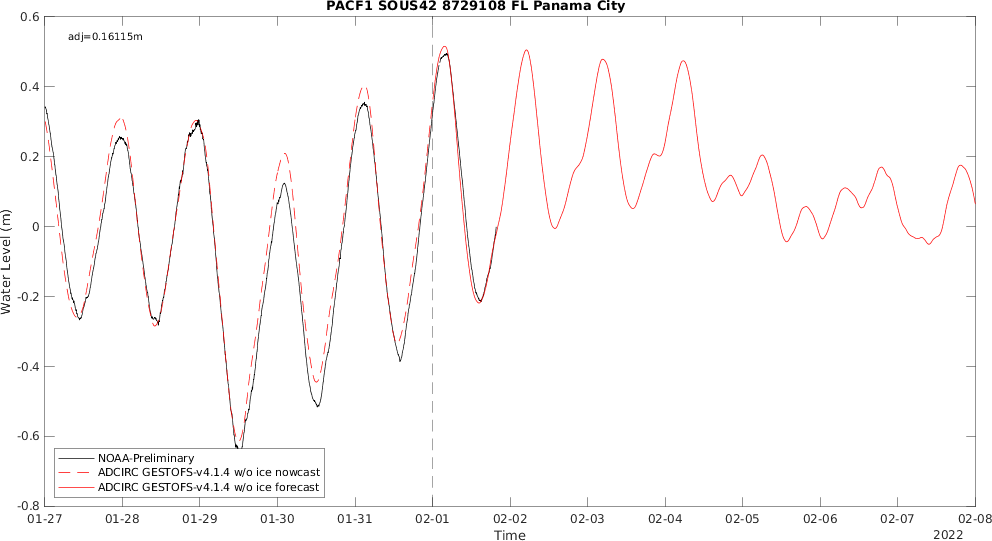 PACF1 SOUS42 8729108 FL Panama City
adj=0.16115m
Water Level (m)
0.6
0.4
0.2
0
-0.2
-0.4
-0.6
-0.8
NOAA-Preliminary
ADCIRC GESTOFS-v4.1.4 w/o ice nowcast
ADCIRC GESTOFS-v4.1.4 w/o ice forecast
01-27 01-28 01-29 01-30 01-31 02-01 02-02 02-03 02-04 02-05 02-06 02-07 02-08
Time
2022